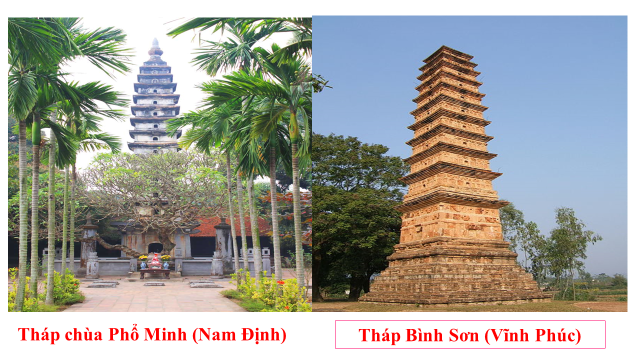 Tháp chùa Phổ Minh (Nam Định)
Tháp Bình Sơn (Vĩnh Phúc)